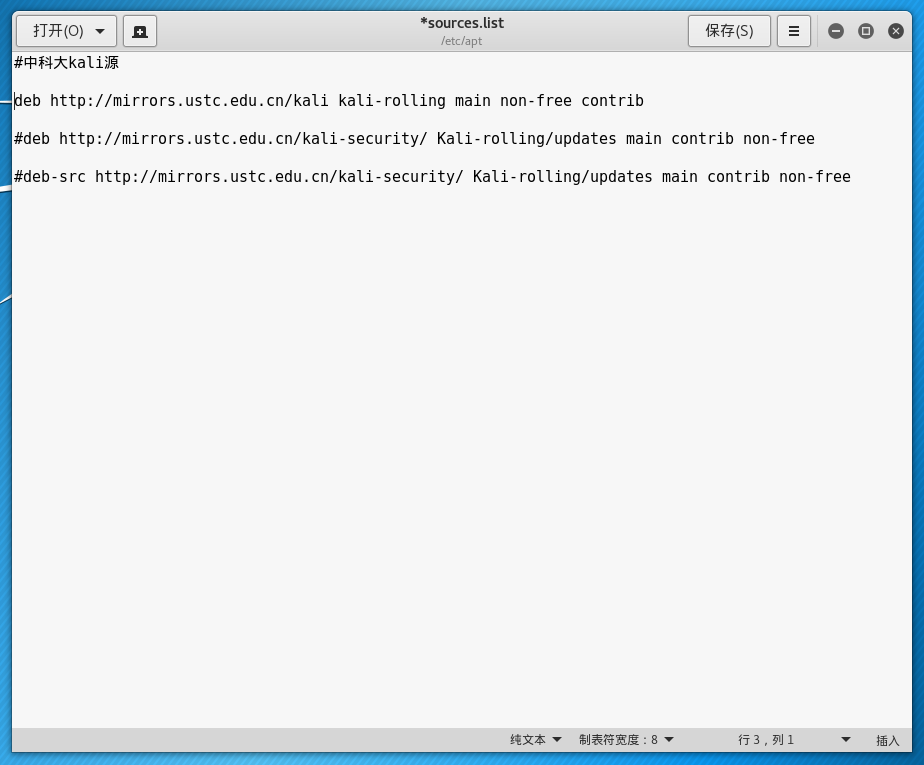 打开(O)
*sources.list
/etc/apt
保存(S)
#中科大kali源
deb http://mirrors.ustc.edu.cn/kali kali-rolling main non-free contrib
#deb http://mirrors.ustc.edu.cn/kali-security/ Kali-rolling/updates main contrib non-free
#deb-src http://mirrors.ustc.edu.cn/kali-security/ Kali-rolling/updates main contrib non-free
纯文本 制表符宽度：8 行 3，列 1 插入